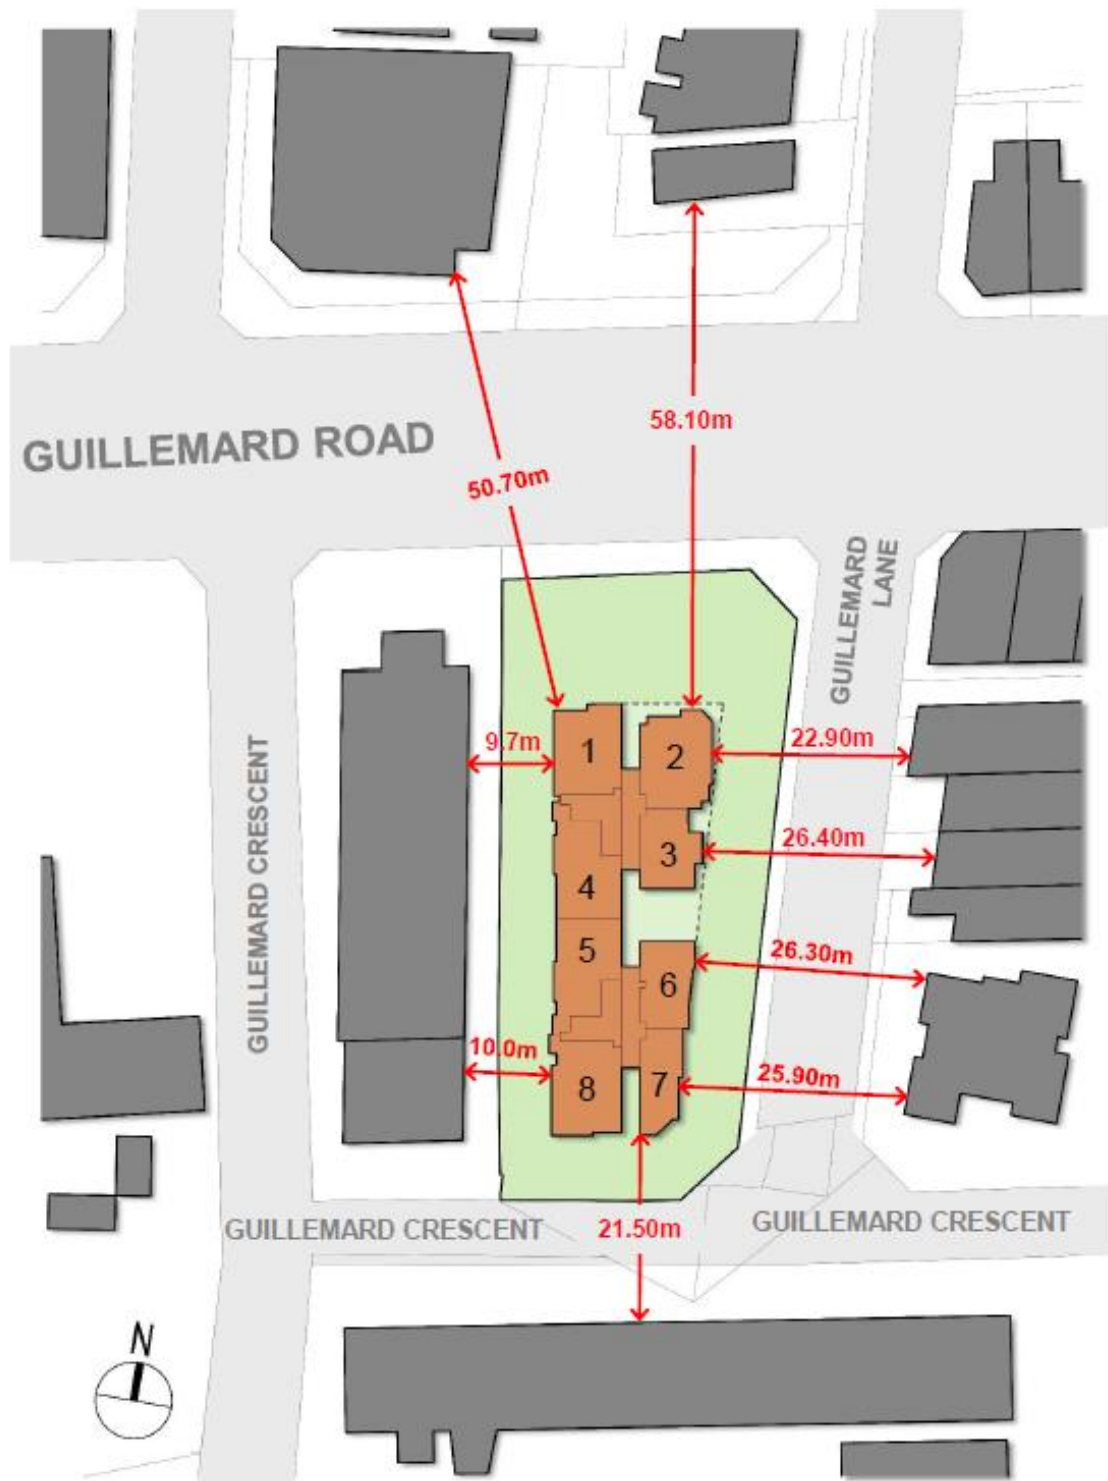 58.10m
GUILLEMARD ROAD
50.70m
GUILLEMARD
LANE
9.7m
1
2
22.90m
3
26.40m
GUILLEMARD CRESCENT
4
5
6
26.30m
10.0m
8
7
25.90m
GUILLEMARD CRESCENT
21.50m
GUILLEMARD CRESCENT
N